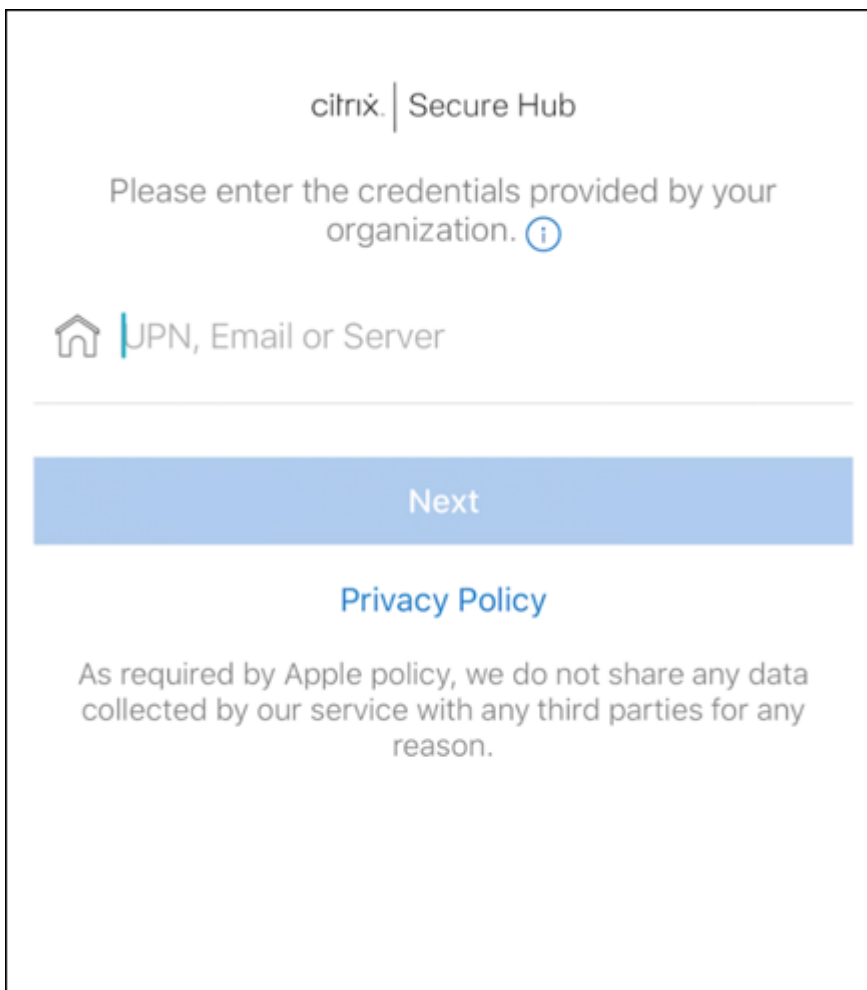 citrix. | Secure Hub
Please enter the credentials provided by your
organization. i
UPN, Email or Server
Next
Privacy Policy
As required by Apple policy, we do not share any data
collected by our service with any third parties for any
reason.